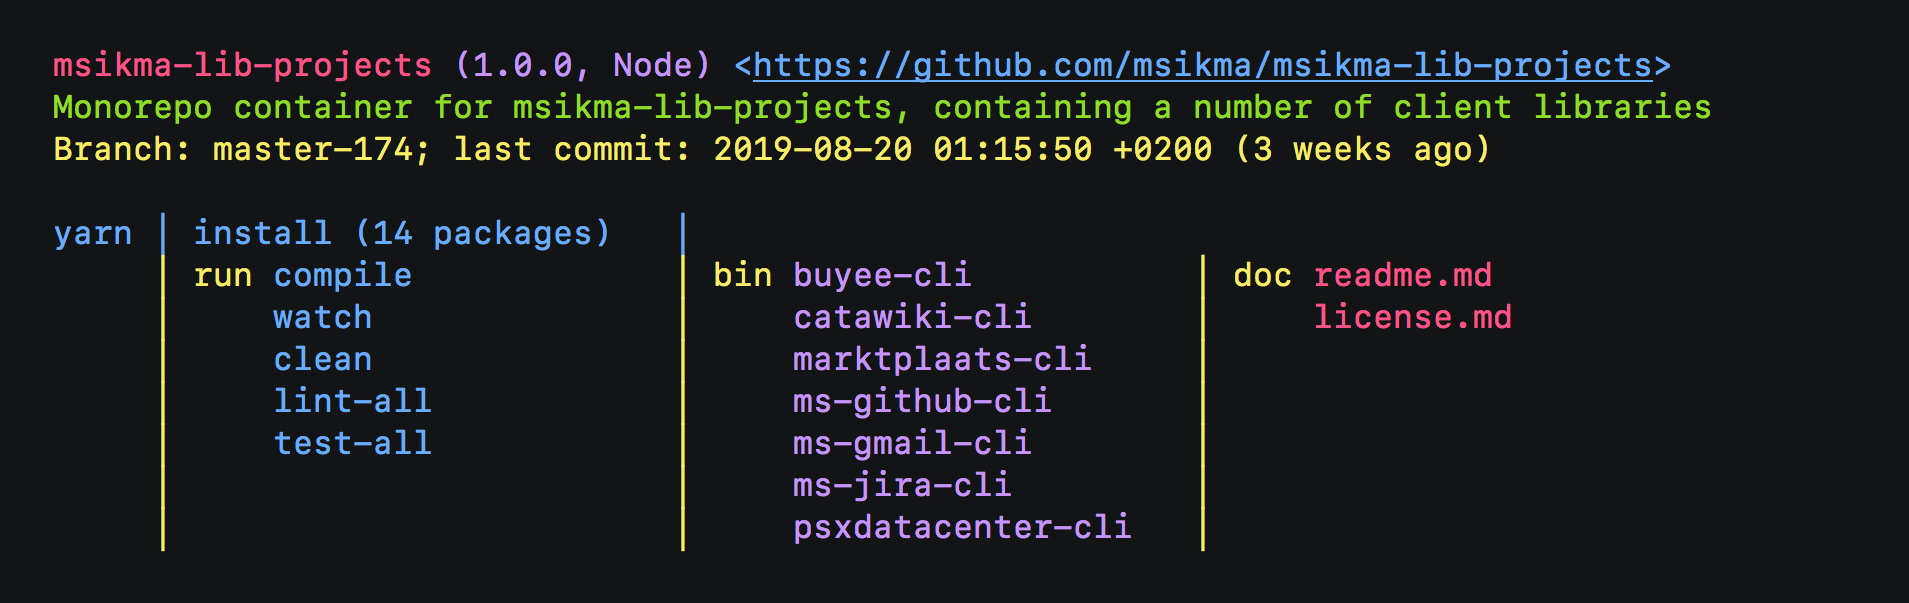 msikma-lib-projects (1.0.0, Node) <https://github.com/msikma/msikma-lib-projects>
Monorepo container for msikma-lib-projects, containing a number of client libraries
Branch: master-174; last commit: 2019-08-20 01:15:50 +0200 (3 weeks ago)
yarn | install (14 packages) |
| run compile | bin buyee-cli | doc readme.md
| watch | catawiki-cli | license.md
| clean | marktplaats-cli |
| lint-all | ms-github-cli |
| test-all | ms-gmail-cli |
| | ms-jira-cli |
| | psxdatacenter-cli |